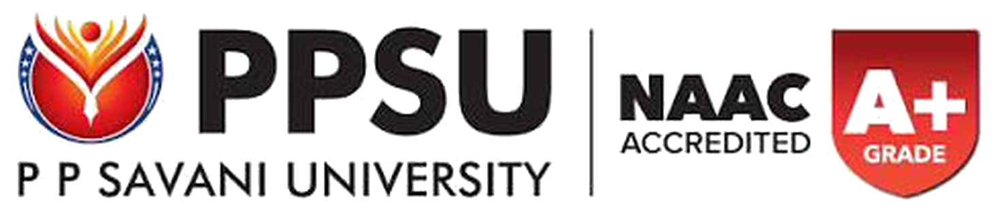 PPSU
P P SAVANI UNIVERSITY
NAAC
ACCREDITED
A+
GRADE